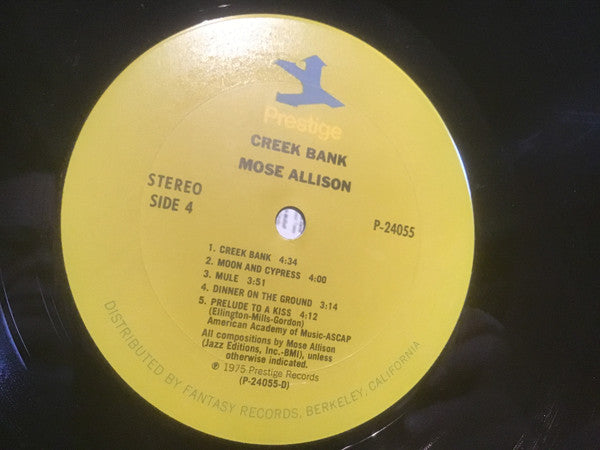 Prestige
CREEK BANK
MOSE ALLISON
STEREO
SIDE 4
P-24055
1. CREEK BANK 4:34
2. MOON AND CYPRESS 4:00
3. MULE 3:51
4. DINNER ON THE GROUND 3:14
5. PRELUDE TO A KISS 4:12
(Ellington-Mills-Gordon)
American Academy of Music-ASCAP
All compositions by Mose Allison
(Jazz Editions, Inc.-BMI), unless
otherwise indicated.
℗ 1975 Prestige Records
(P-24055-D)
DISTRIBUTED BY FANTASY RECORDS, BERKELEY, CALIFORNIA